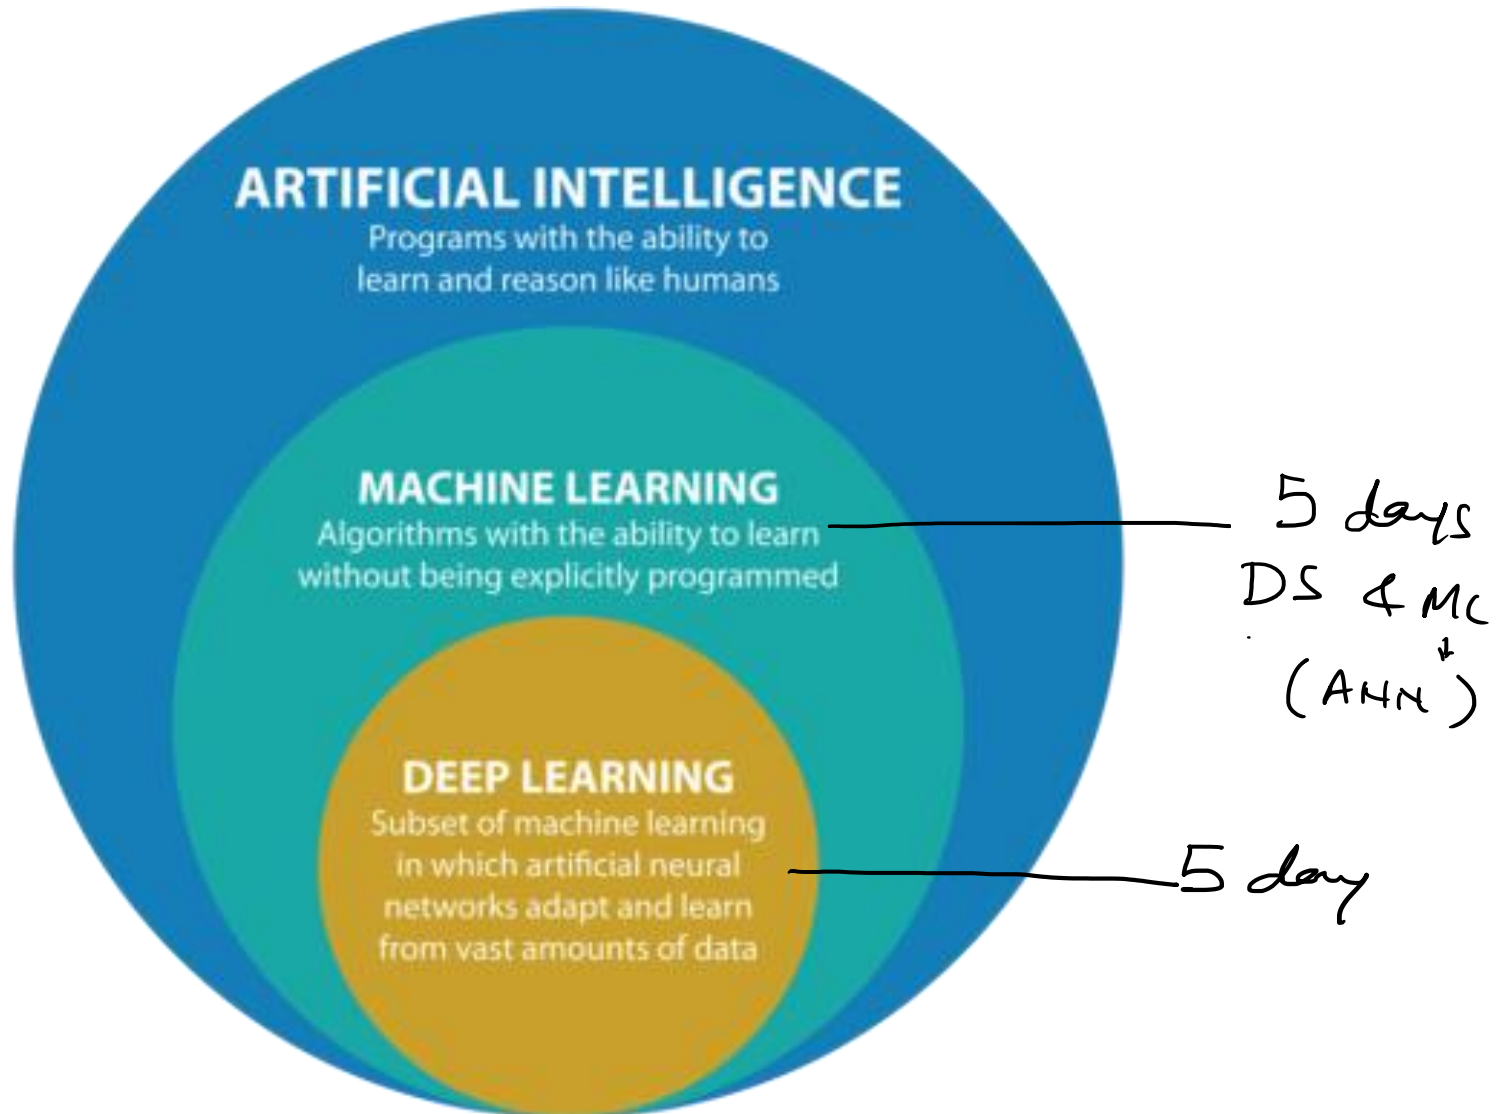 ARTIFICIAL INTELLIGENCE
Programs with the ability to
learn and reason like humans
MACHINE LEARNING
Algorithms with the ability to learn
without being explicitly programmed
5 days
DS & ML
(ANN)
DEEP LEARNING
Subset of machine learning
in which artificial neural
networks adapt and learn
from vast amounts of data
5 day